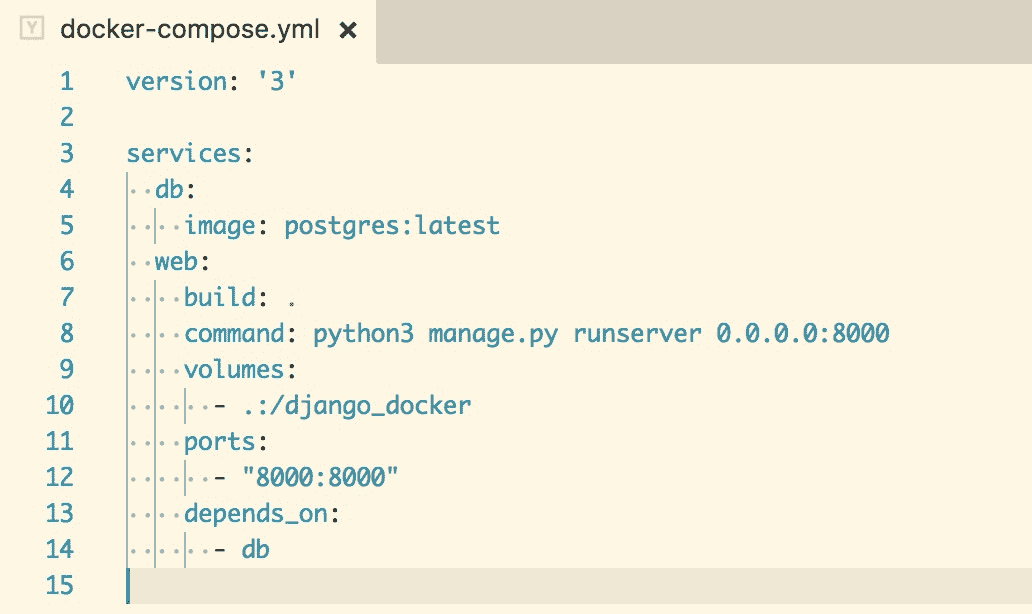 Y docker-compose.yml ×
1 version: '3'
2
3 services:
4   db:
5     image: postgres:latest
6   web:
7     build: .
8     command: python3 manage.py runserver 0.0.0.0:8000
9     volumes:
10       - .:/django_docker
11     ports:
12       - "8000:8000"
13     depends_on:
14       - db
15